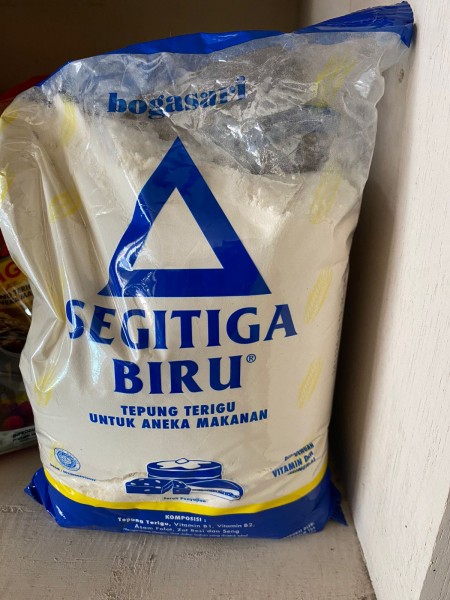 bogasari
SEGITIGA
BIRU®
TEPUNG TERIGU
UNTUK ANEKA MAKANAN
VITAMIN DAN
KOMPOSISI :
Tepung Terigu, Vitamin B1, Vitamin B2,
Asam Folat, Zat Besi dan Seng